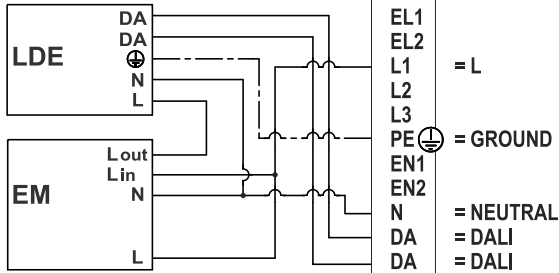 LDE
DA
DA
N
L
EM
Lout
Lin
N
L
EL1
EL2
L1 = L
L2
L3
PE = GROUND
EN1
EN2
N = NEUTRAL
DA = DALI
DA = DALI